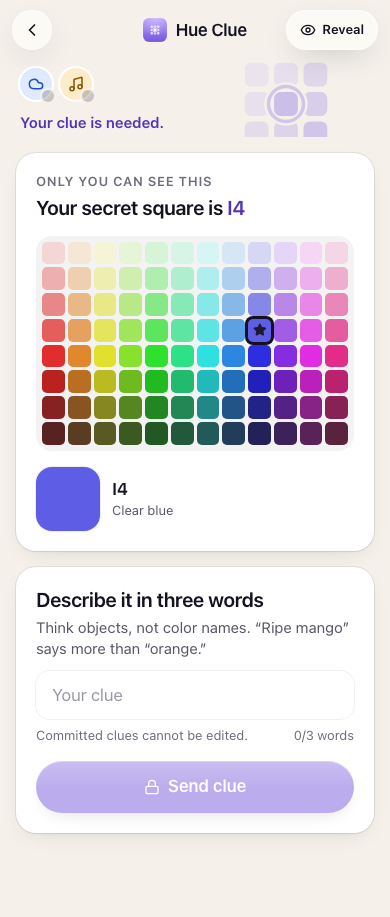 Hue Clue
Reveal
Your clue is needed.
ONLY YOU CAN SEE THIS
Your secret square is I4
I4
Clear blue
Describe it in three words
Think objects, not color names. “Ripe mango”
says more than “orange.”
Your clue
Committed clues cannot be edited.
0/3 words
Send clue